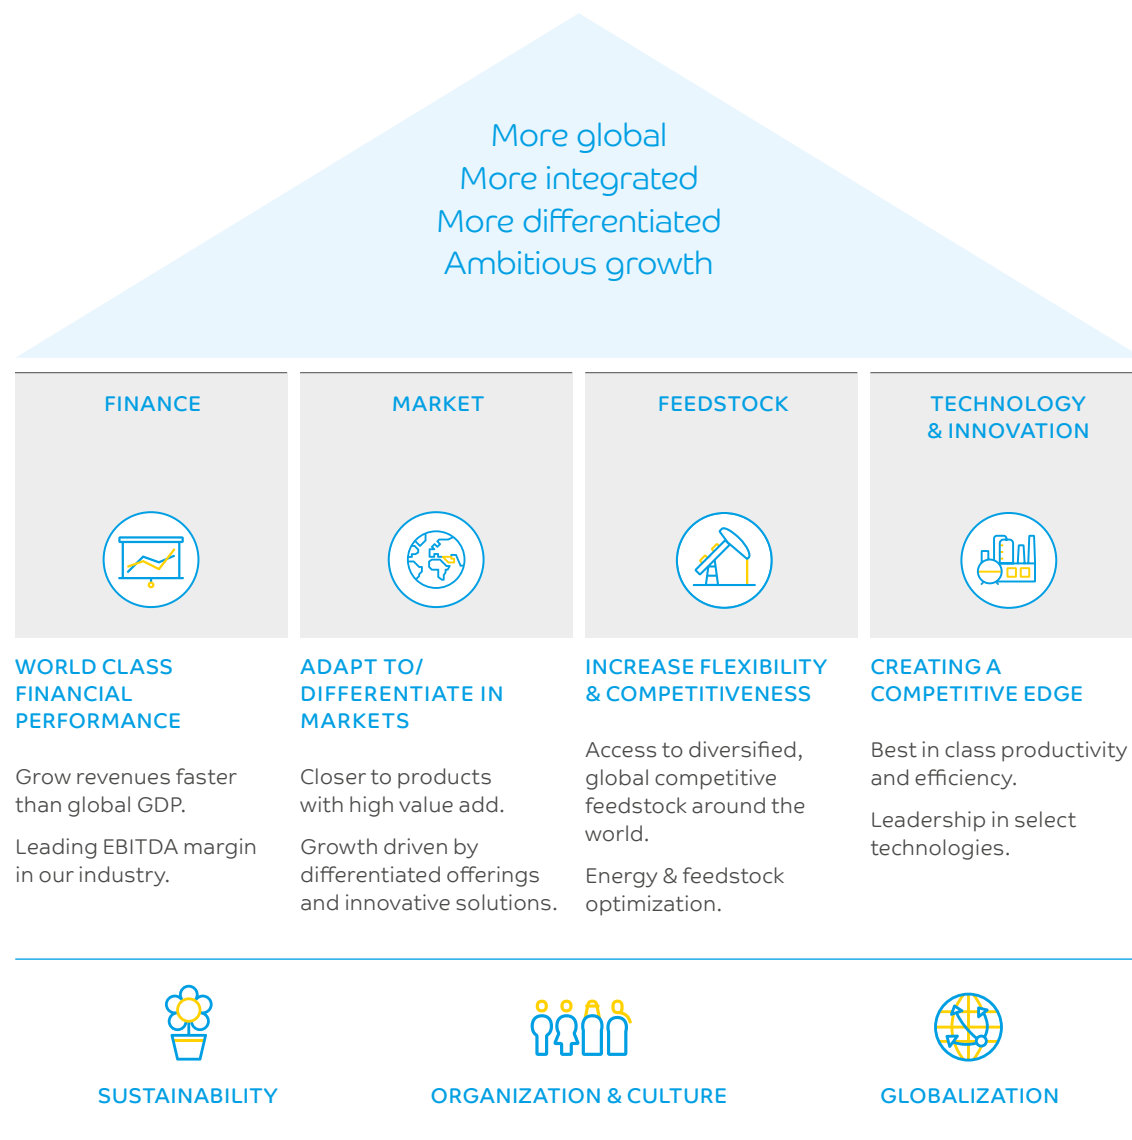 More global
More integrated
More differentiated
Ambitious growth
FINANCE
MARKET
FEEDSTOCK
TECHNOLOGY
& INNOVATION
WORLD CLASS
FINANCIAL
PERFORMANCE
Grow revenues faster
than global GDP.
Leading EBITDA margin
in our industry.
ADAPT TO/
DIFFERENTIATE IN
MARKETS
Closer to products
with high value add.
Growth driven by
differentiated offerings
and innovative solutions.
INCREASE FLEXIBILITY
& COMPETITIVENESS
Access to diversified,
global competitive
feedstock around the
world.
Energy & feedstock
optimization.
CREATING A
COMPETITIVE EDGE
Best in class productivity
and efficiency.
Leadership in select
technologies.
SUSTAINABILITY
ORGANIZATION & CULTURE
GLOBALIZATION